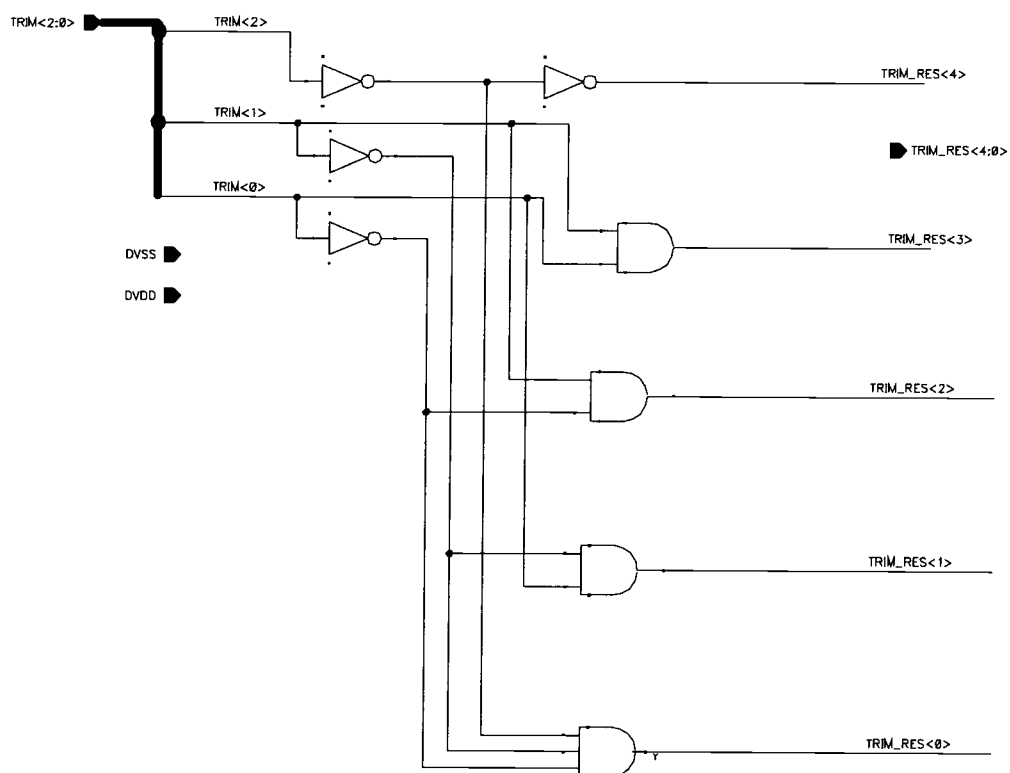 TRIM<2:0>
TRIM<2>
TRIM_RES<4>
TRIM<1>
TRIM_RES<4:0>
TRIM<0>
TRIM_RES<3>
DVSS
DVDD
TRIM_RES<2>
TRIM_RES<1>
TRIM_RES<0>
Y